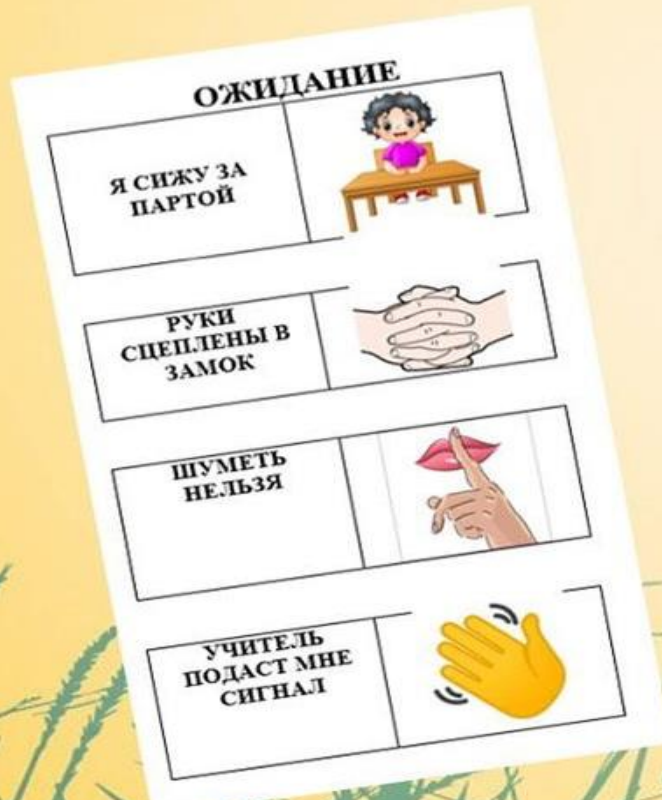 ОЖИДАНИЕ
Я СИЖУ ЗА
ПАРТОЙ
РУКИ
СЦЕПЛЕНЫ В
ЗАМОК
ШУМЕТЬ
НЕЛЬЗЯ
УЧИТЕЛЬ
ПОДАСТ МНЕ
СИГНАЛ